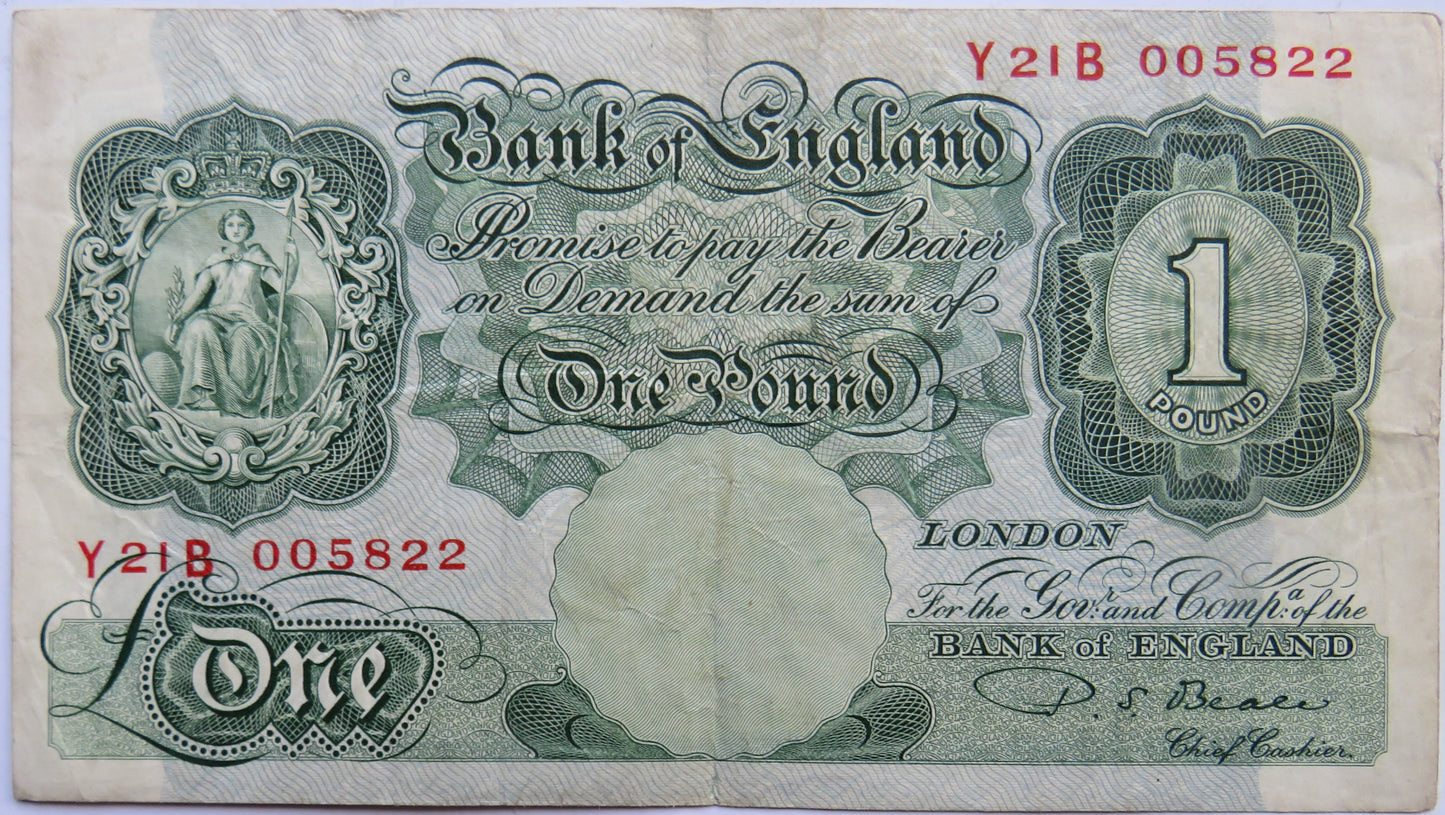 Y21B 005822
Bank of England
Promise to pay the Bearer
on Demand the sum of
One Pound
1
POUND
Y21B 005822
£One
LONDON
For the Govr. and Compa. of the
BANK of ENGLAND
P. S. Beale
Chief Cashier.